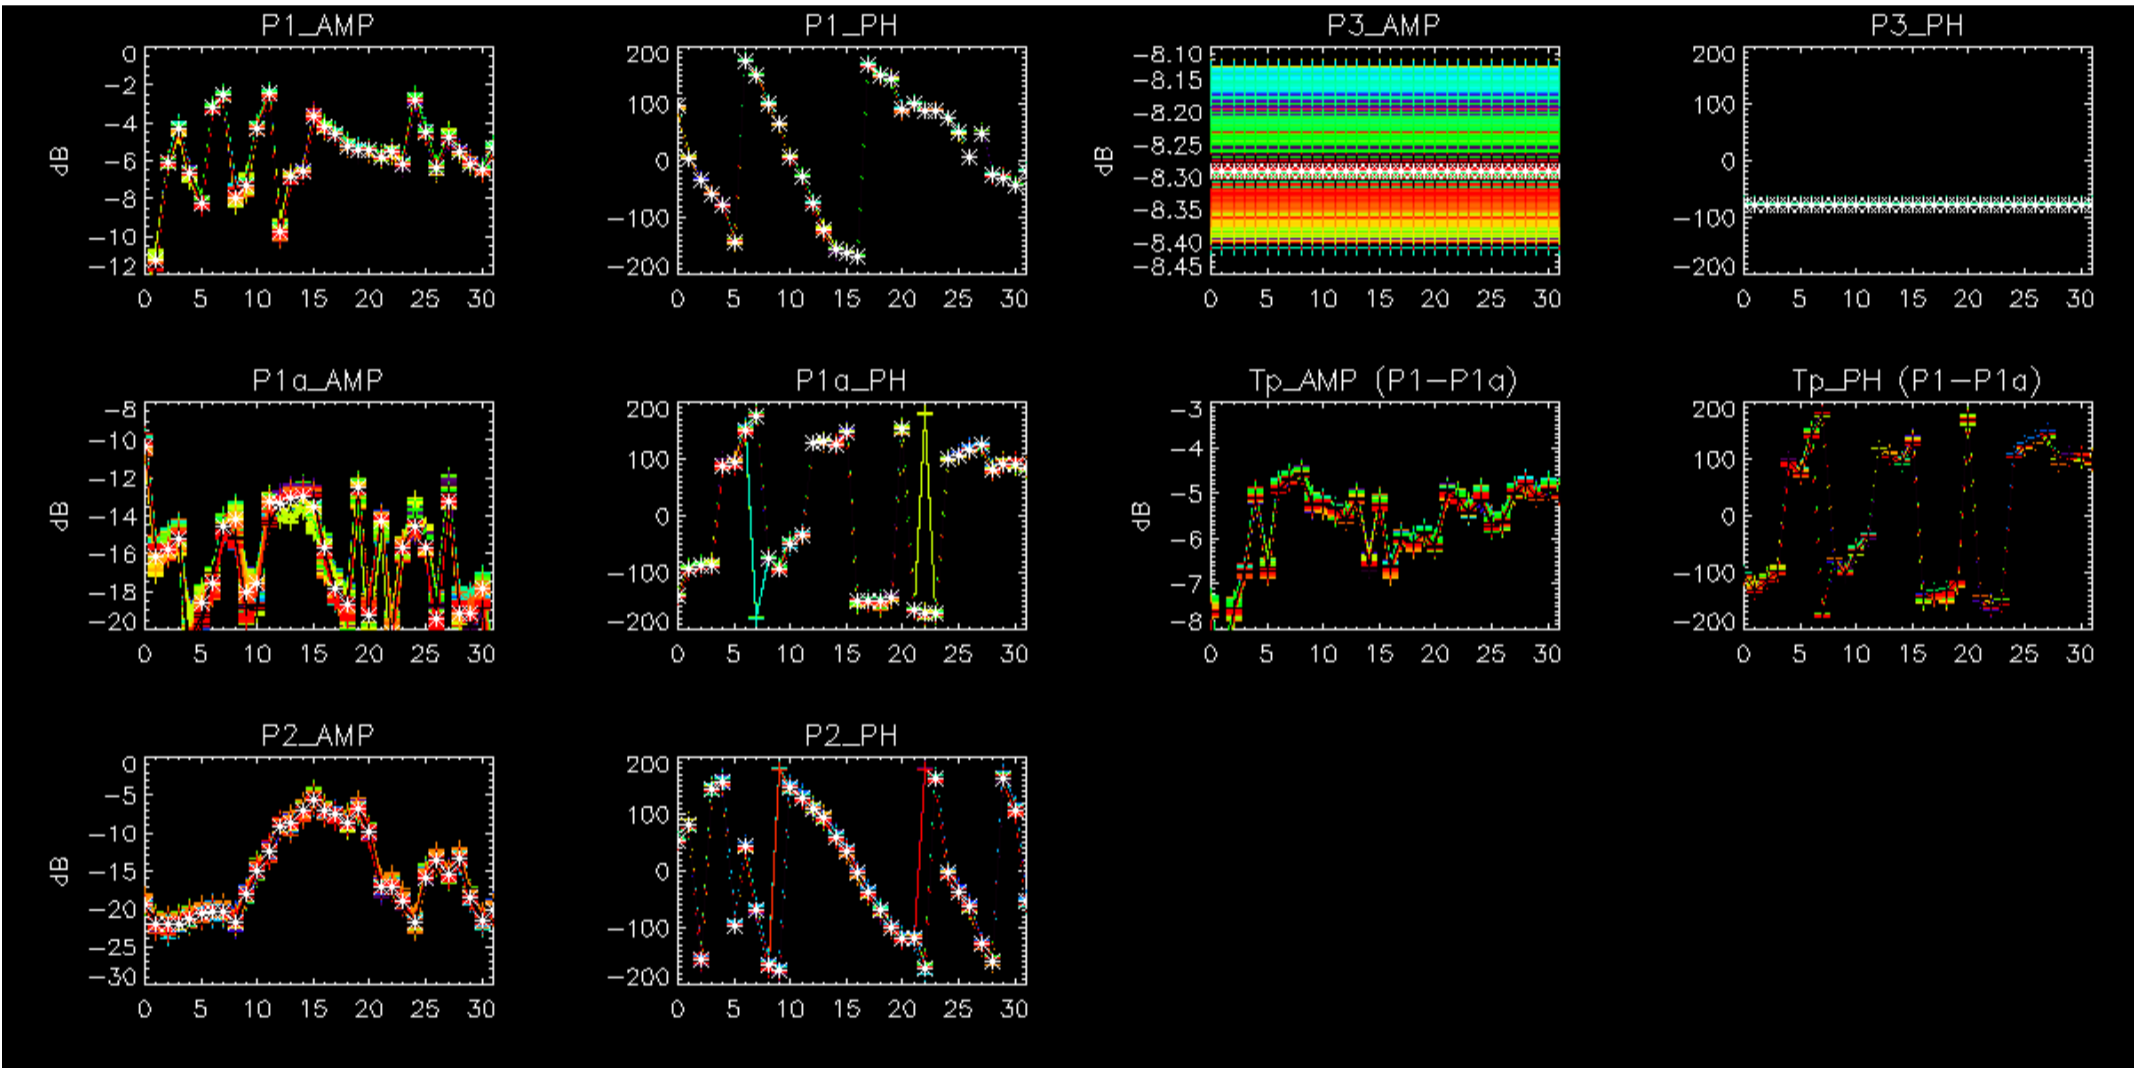 P1_AMP P1_PH P3_AMP P3_PH
0 200 -8.10 200
-2 -8.15
100 100
-4 -8.20
dB -6 0 dB -8.25 0
-8 -8.30
-100 -8.35 -100
-10 -8.40
-12 -200 -8.45 -200
0 5 10 15 20 25 30 0 5 10 15 20 25 30 0 5 10 15 20 25 30 0 5 10 15 20 25 30
P1a_AMP P1a_PH Tp_AMP (P1-P1a) Tp_PH (P1-P1a)
-8 200 -3 200
-10 100 -4 100
-12
dB -14 0 dB -5 0
-16 -6
-18 -100 -7 -100
-20 -200 -8 -200
0 5 10 15 20 25 30 0 5 10 15 20 25 30 0 5 10 15 20 25 30 0 5 10 15 20 25 30
P2_AMP P2_PH
0 200
-5 100
-10
dB -15 0
-20 -100
-25
-30 -200
0 5 10 15 20 25 30 0 5 10 15 20 25 30